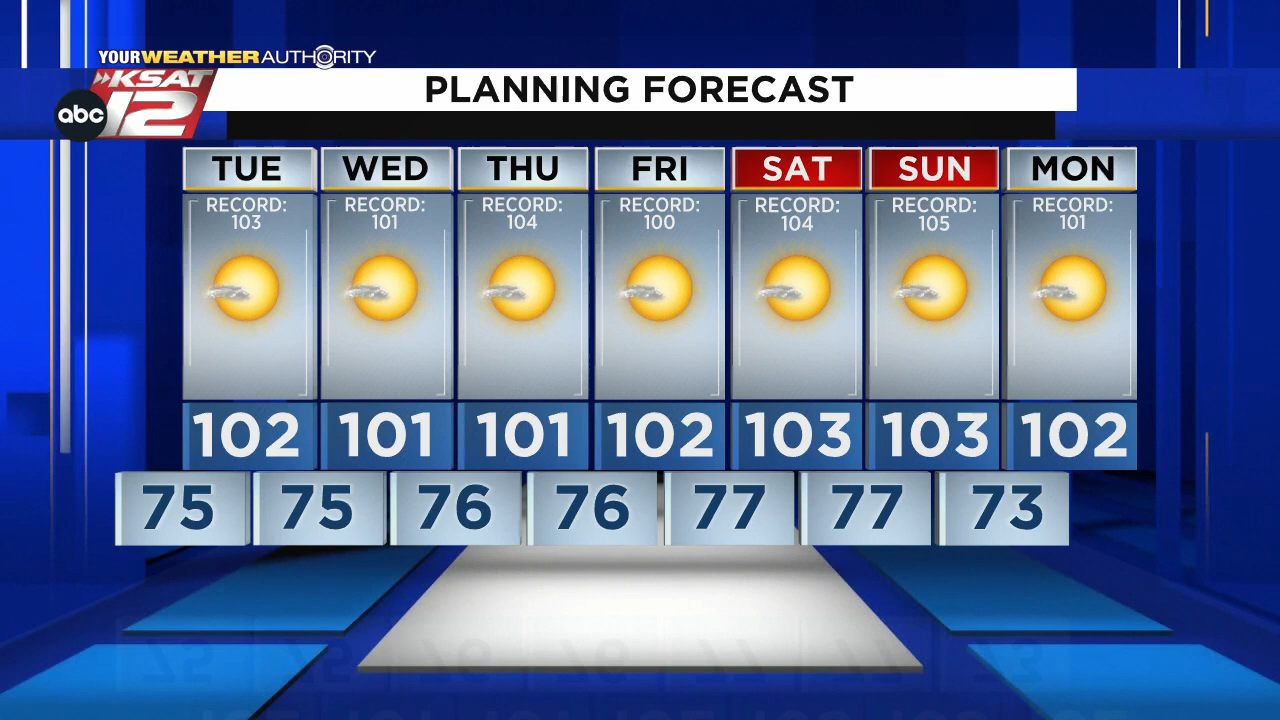 YOURWEATHERAUTHORITY
KSAT
abc 12
PLANNING FORECAST
TUE WED THU FRI SAT SUN MON
RECORD: RECORD: RECORD: RECORD: RECORD: RECORD: RECORD:
103 101 104 100 104 105 101
102 101 101 102 103 103 102
75 75 76 76 77 77 73